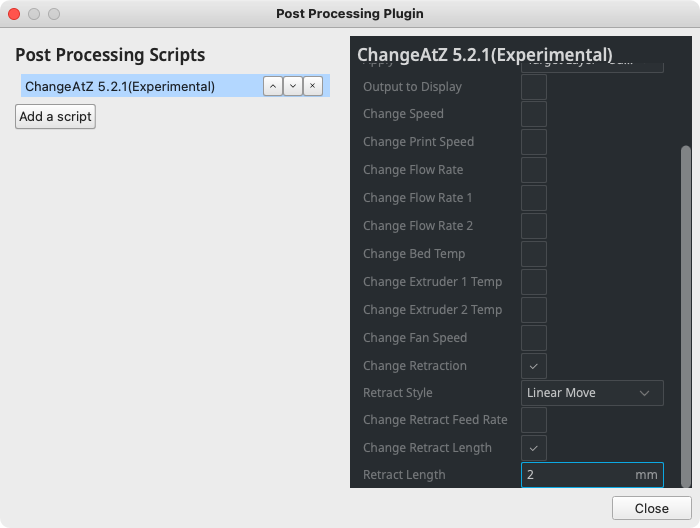 Post Processing Plugin
Post Processing Scripts
ChangeAtZ 5.2.1(Experimental)
Add a script
ChangeAtZ 5.2.1(Experimental)
Output to Display
Change Speed
Change Print Speed
Change Flow Rate
Change Flow Rate 1
Change Flow Rate 2
Change Bed Temp
Change Extruder 1 Temp
Change Extruder 2 Temp
Change Fan Speed
Change Retraction
Retract Style Linear Move
Change Retract Feed Rate
Change Retract Length
Retract Length 2 mm
Close